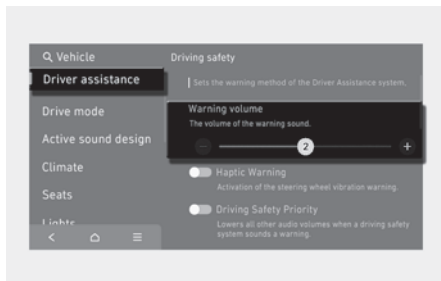 Vehicle
Driver assistance
Drive mode
Active sound design
Climate
Seats
Lights
Driving safety
Sets the warning method of the Driver Assistance system.
Warning volume
The volume of the warning sound.
2
Haptic Warning
Activation of the steering wheel vibration warning.
Driving Safety Priority
Lowers all other audio volumes when a driving safety
system sounds a warning.